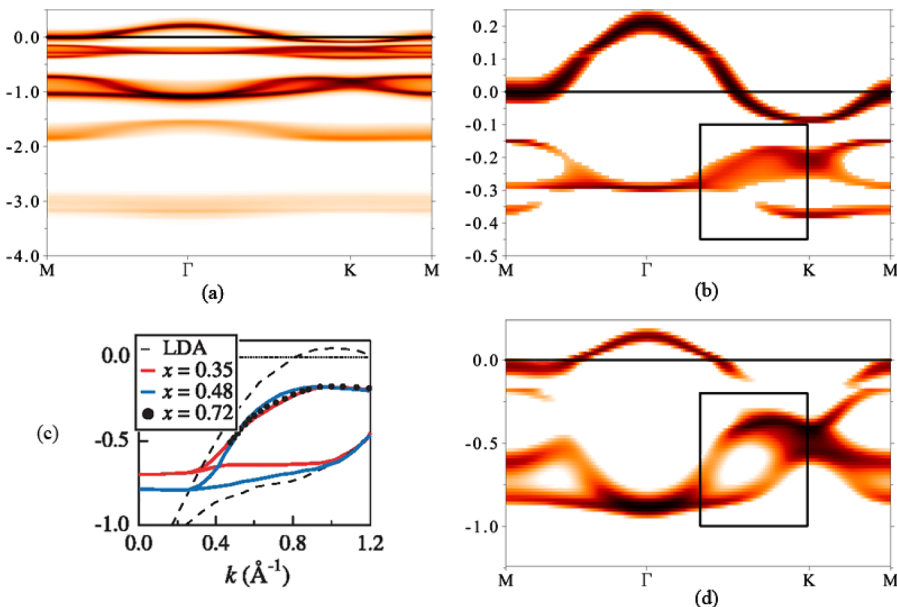 0.0
-1.0
-2.0
-3.0
-4.0
M Γ K M
(a)
0.2
0.1
0.0
-0.1
-0.2
-0.3
-0.4
-0.5
M Γ K M
(b)
LDA
x = 0.35
x = 0.48
x = 0.72
0.0
-0.5
-1.0
0.0 0.4 0.8 1.2
k (Å⁻¹)
(c)
0.0
-0.5
-1.0
M Γ K M
(d)